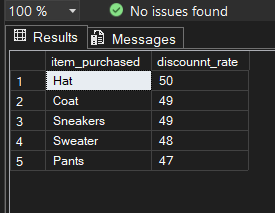 100 % No issues found
Results Messages
item_purchased discounnt_rate
1 Hat 50
2 Coat 49
3 Sneakers 49
4 Sweater 48
5 Pants 47